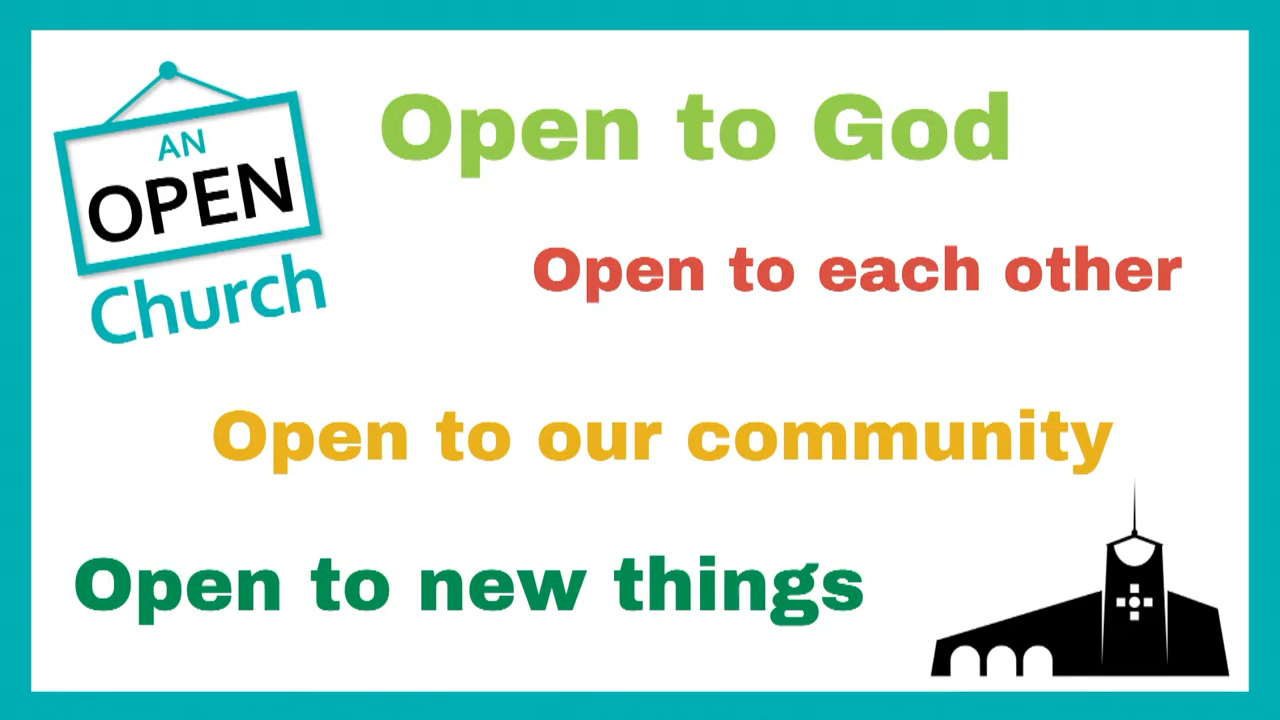 AN
OPEN
Church
Open to God
Open to each other
Open to our community
Open to new things